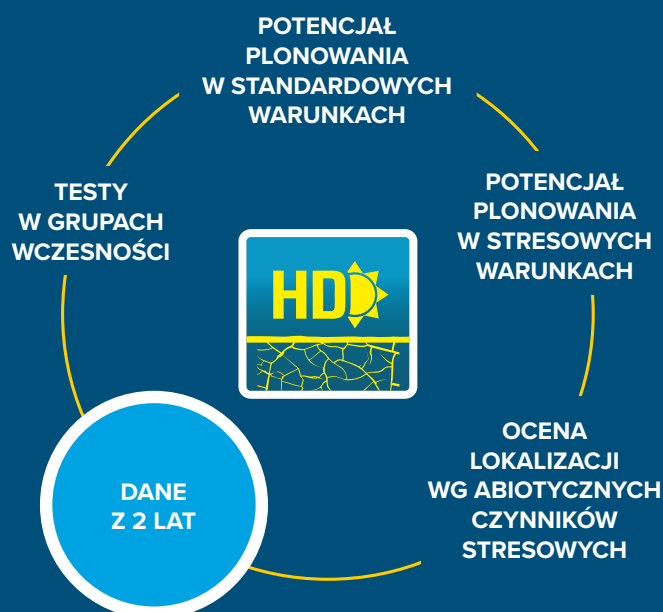 POTENCJAŁ
PLONOWANIA
W STANDARDOWYCH
WARUNKACH
POTENCJAŁ
PLONOWANIA
W STRESOWYCH
WARUNKACH
TESTY
W GRUPACH
WCZESNOŚCI
HD
OCENA
LOKALIZACJI
WG ABIOTYCZNYCH
CZYNNIKÓW
STRESOWYCH
DANE
Z 2 LAT